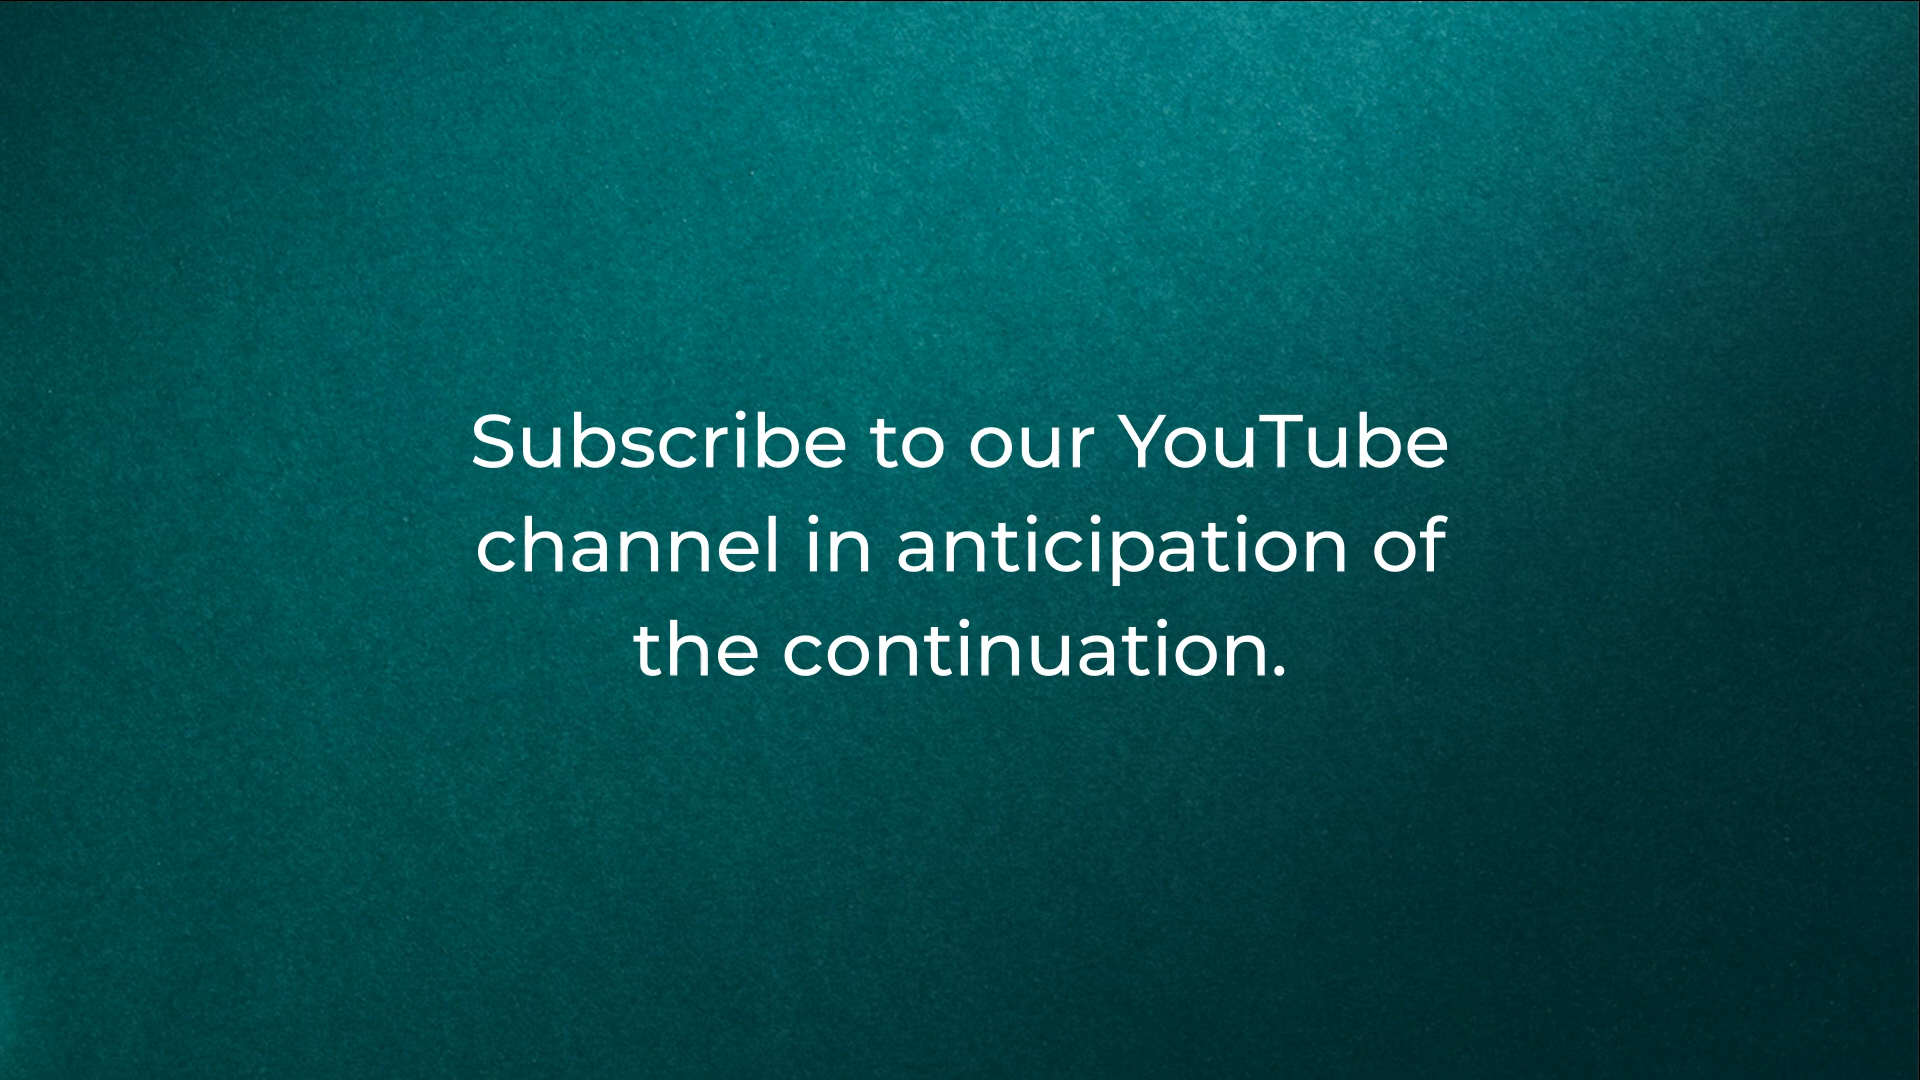 Subscribe to our YouTube
channel in anticipation of
the continuation.